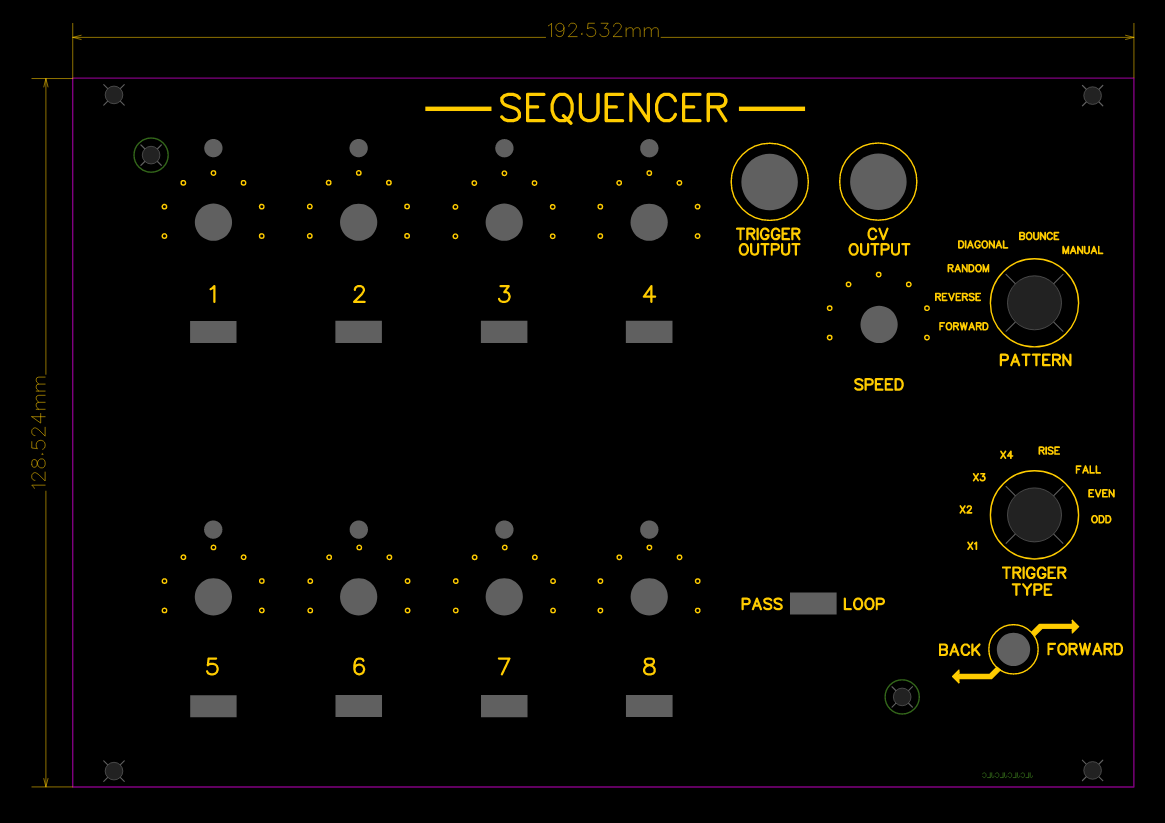 192.532mm
SEQUENCER
TRIGGER
OUTPUT
CV
OUTPUT
BOUNCE
DIAGONAL
MANUAL
RANDOM
REVERSE
FORWARD
PATTERN
1
2
3
4
SPEED
128.524mm
X4
RISE
FALL
X3
EVEN
X2
ODD
X1
TRIGGER
TYPE
PASS
LOOP
BACK
FORWARD
5
6
7
8